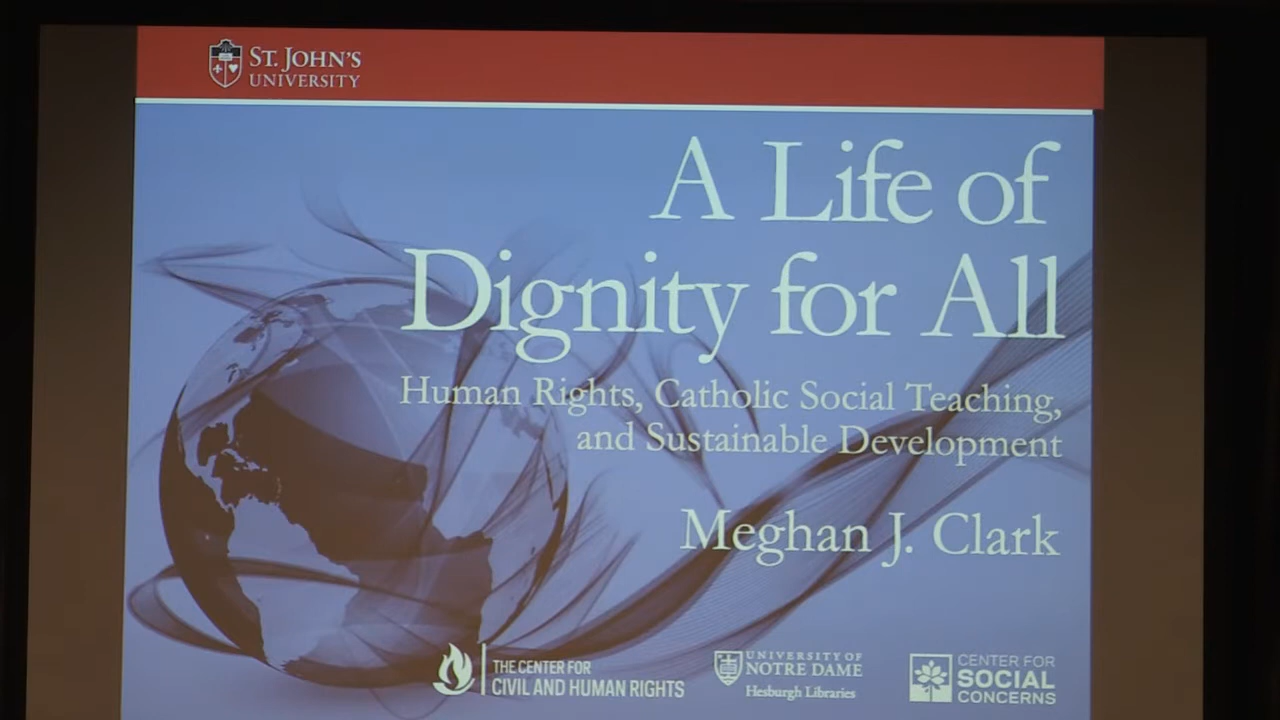 ST. JOHN'S
UNIVERSITY
A Life of
Dignity for All
Human Rights, Catholic Social Teaching,
and Sustainable Development
Meghan J. Clark
THE CENTER FOR
CIVIL AND HUMAN RIGHTS
UNIVERSITY OF
NOTRE DAME
Hesburgh Libraries
CENTER FOR
SOCIAL
CONCERNS